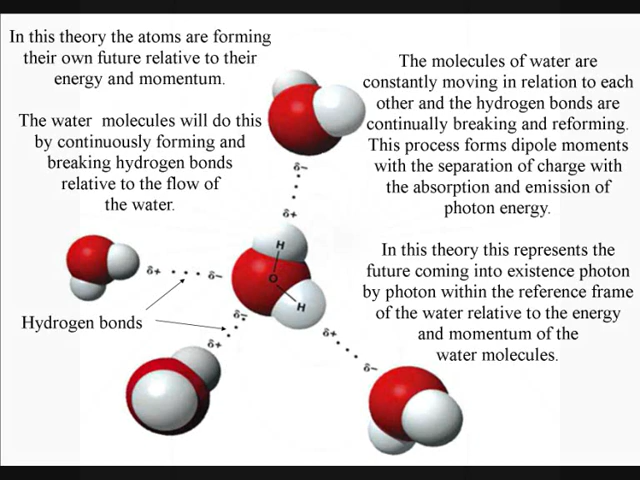 In this theory the atoms are forming
their own future relative to their
energy and momentum.
The water molecules will do this
by continuously forming and
breaking hydrogen bonds
relative to the flow of
the water.
The molecules of water are
constantly moving in relation to each
other and the hydrogen bonds are
continually breaking and reforming.
This process forms dipole moments
with the separation of charge with
the absorption and emission of
photon energy.
In this theory this represents the
future coming into existence photon
by photon within the reference frame
of the water relative to the energy
and momentum of the
water molecules.
δ−
δ+
H
O
H
δ+
δ−
Hydrogen bonds
δ−
δ+
δ+
δ−